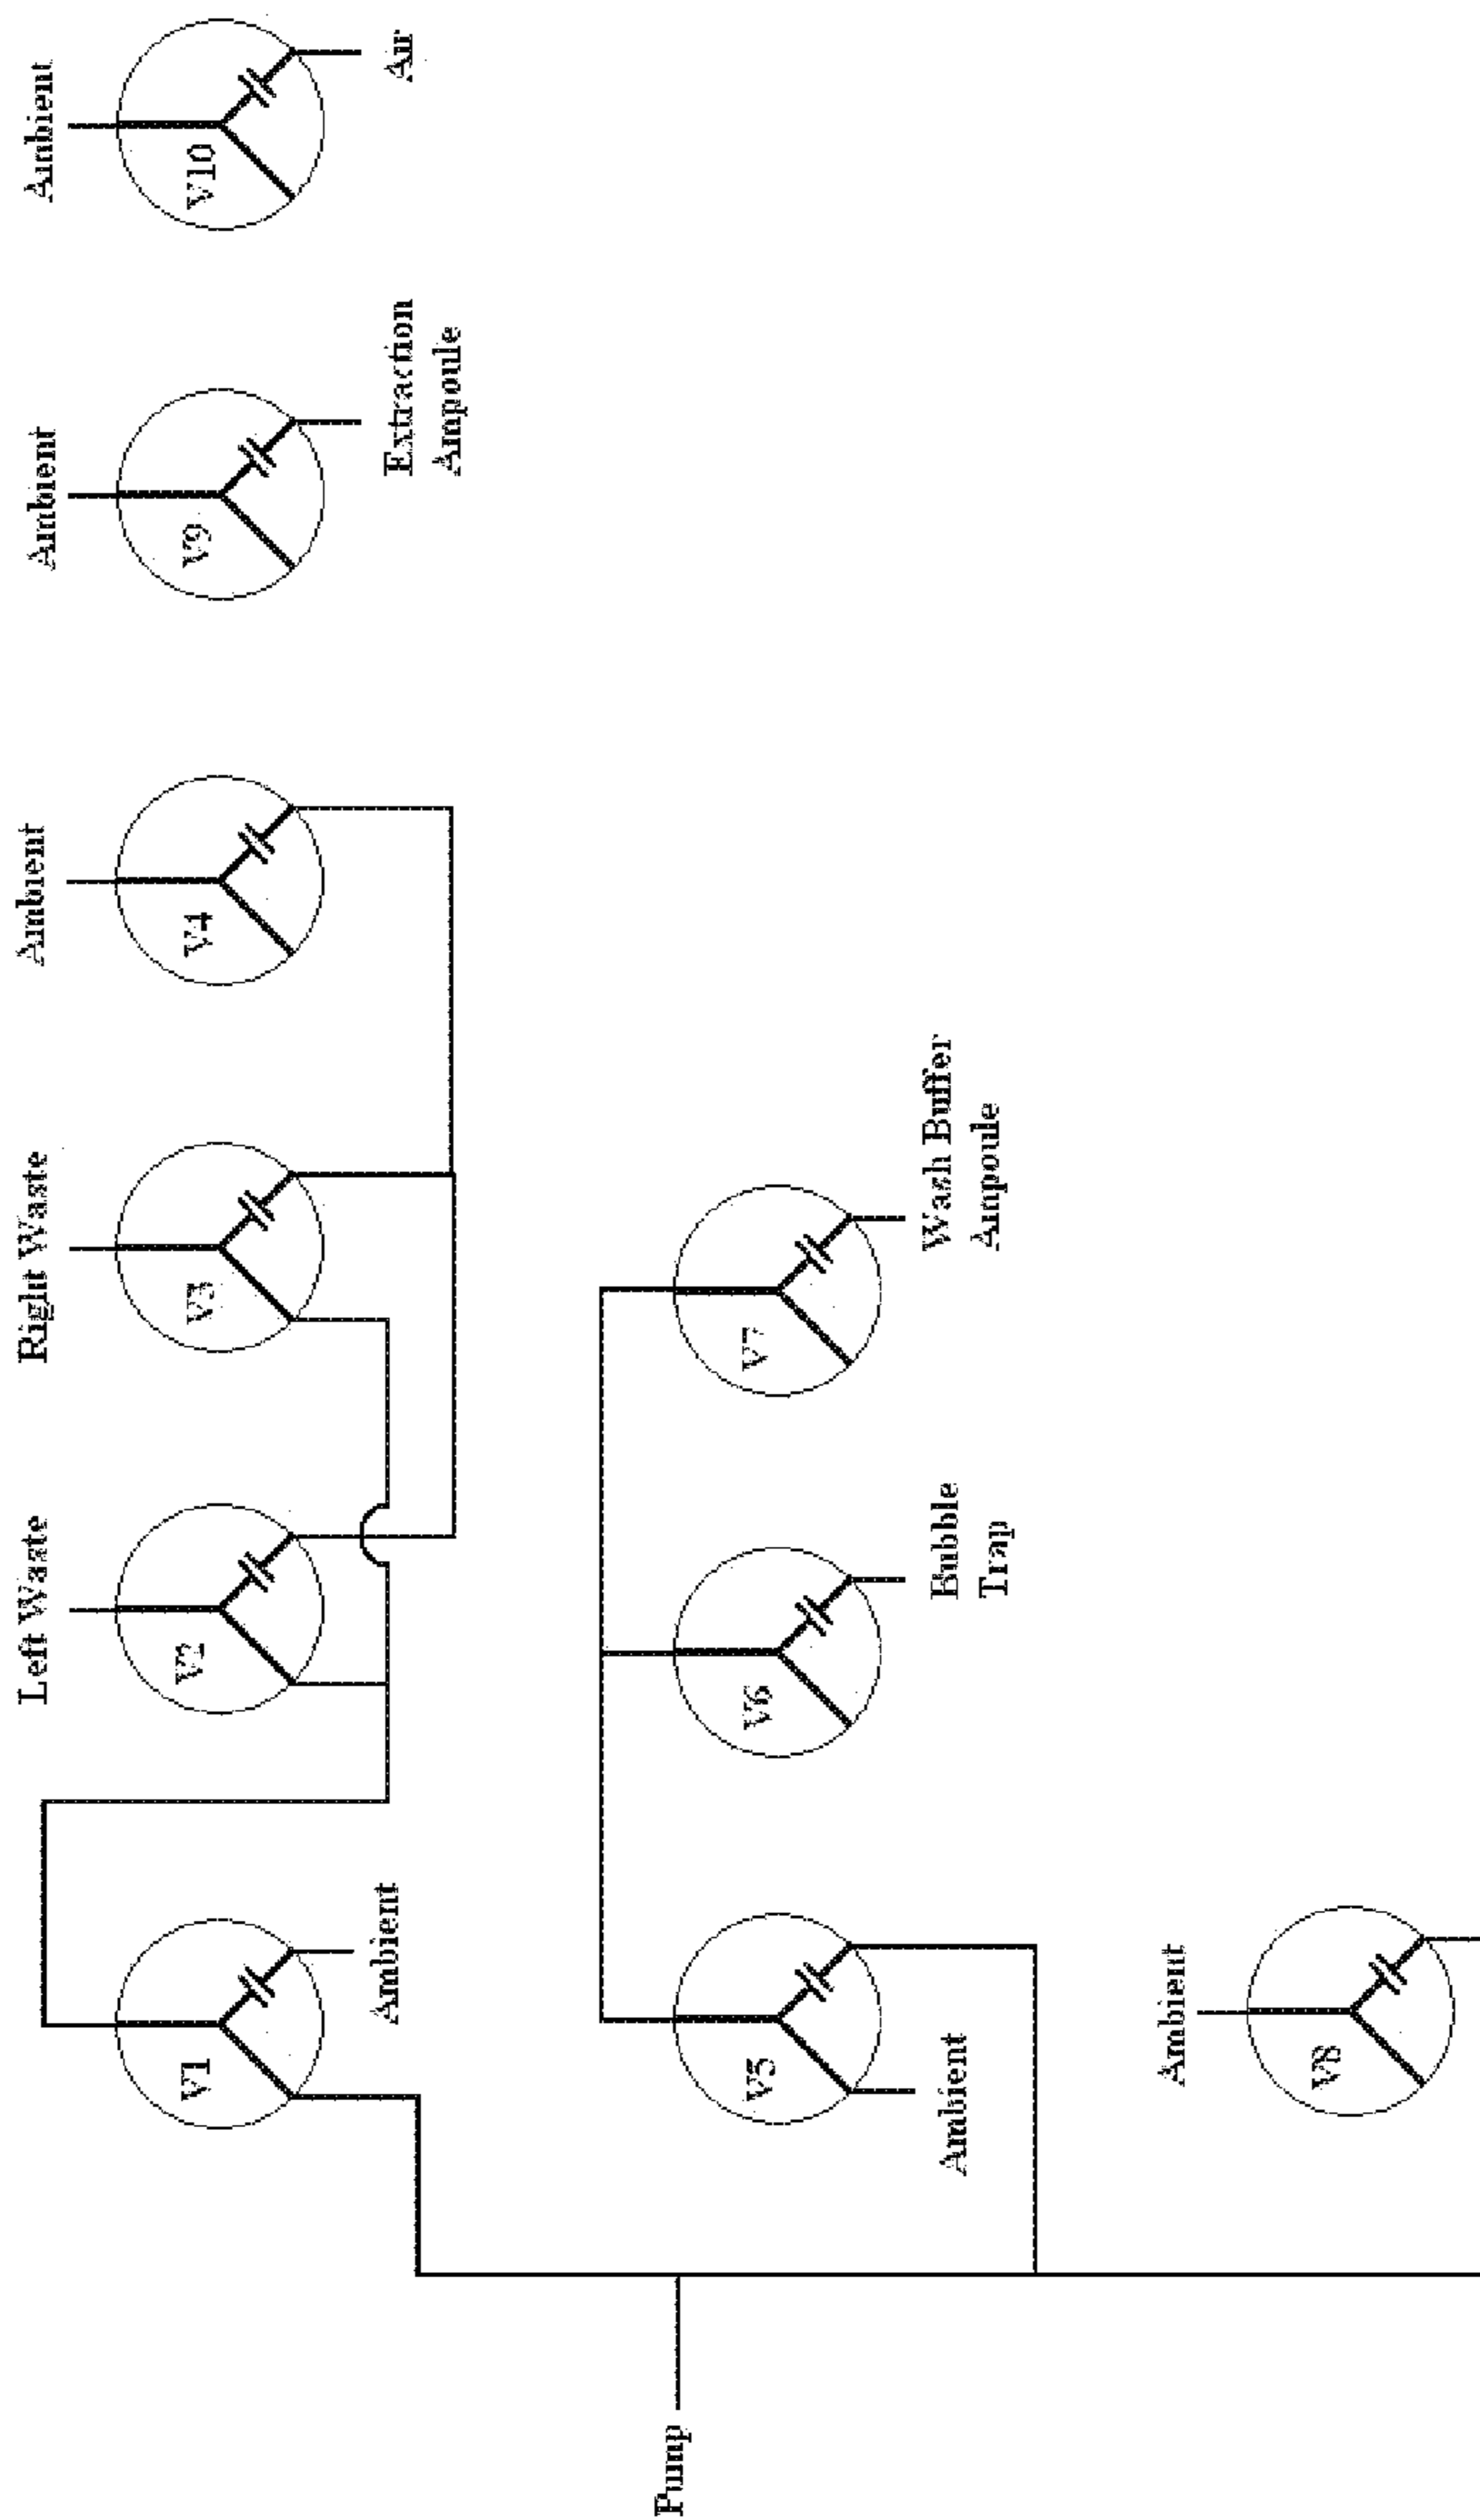 Ambient
V10
Air
Ambient
V9
Extraction
Ampoule
Ambient
V4
Right Waste
V3
Left Waste
V2
V1
Ambient
V7
Wash Buffer
Ampoule
V6
Bubble
Trap
V5
Ambient
Ambient
V8
Pump